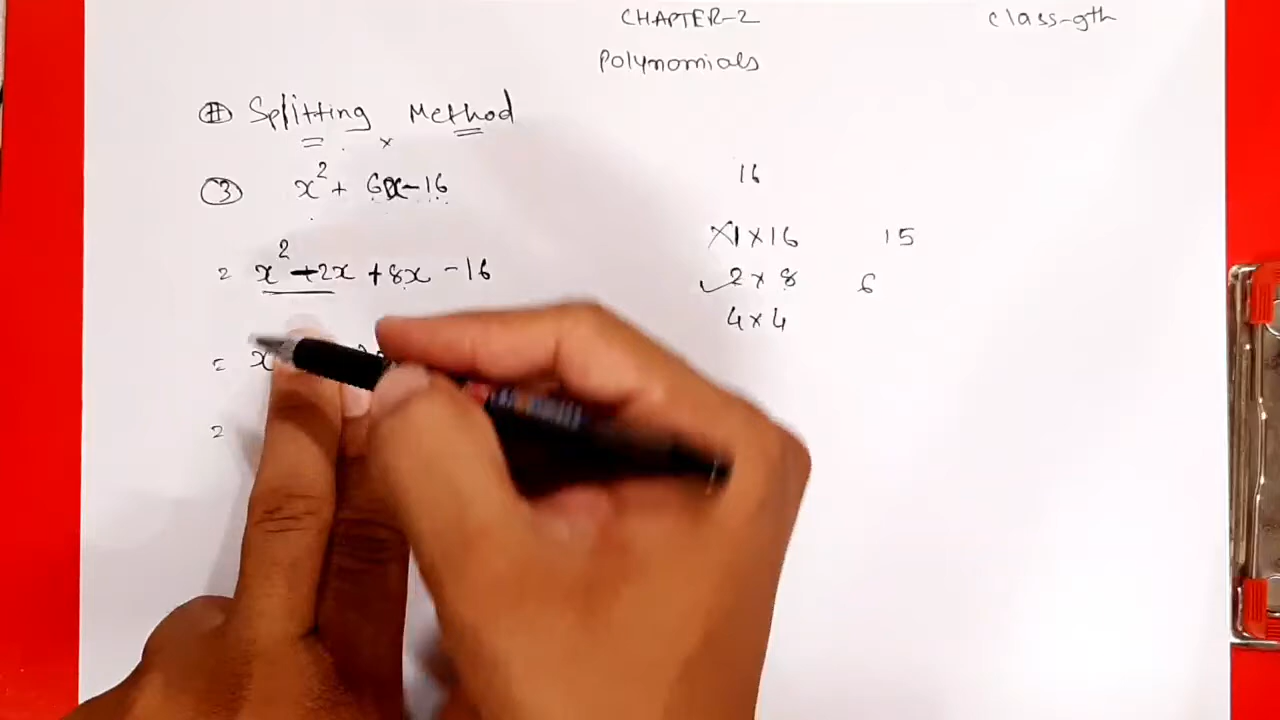 CHAPTER-2
Class-9th
Polynomials
# Splitting Method
③ x² + 6x - 16
= x² - 2x + 8x - 16
= x
=
16
1 x 16 15
2 x 8 6
4 x 4